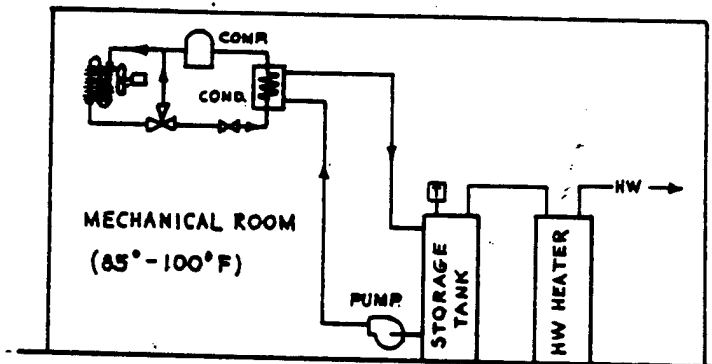 COMP.
COND.
HW
T
MECHANICAL ROOM
(85°-100°F)
PUMP
STORAGE
TANK
HW HEATER